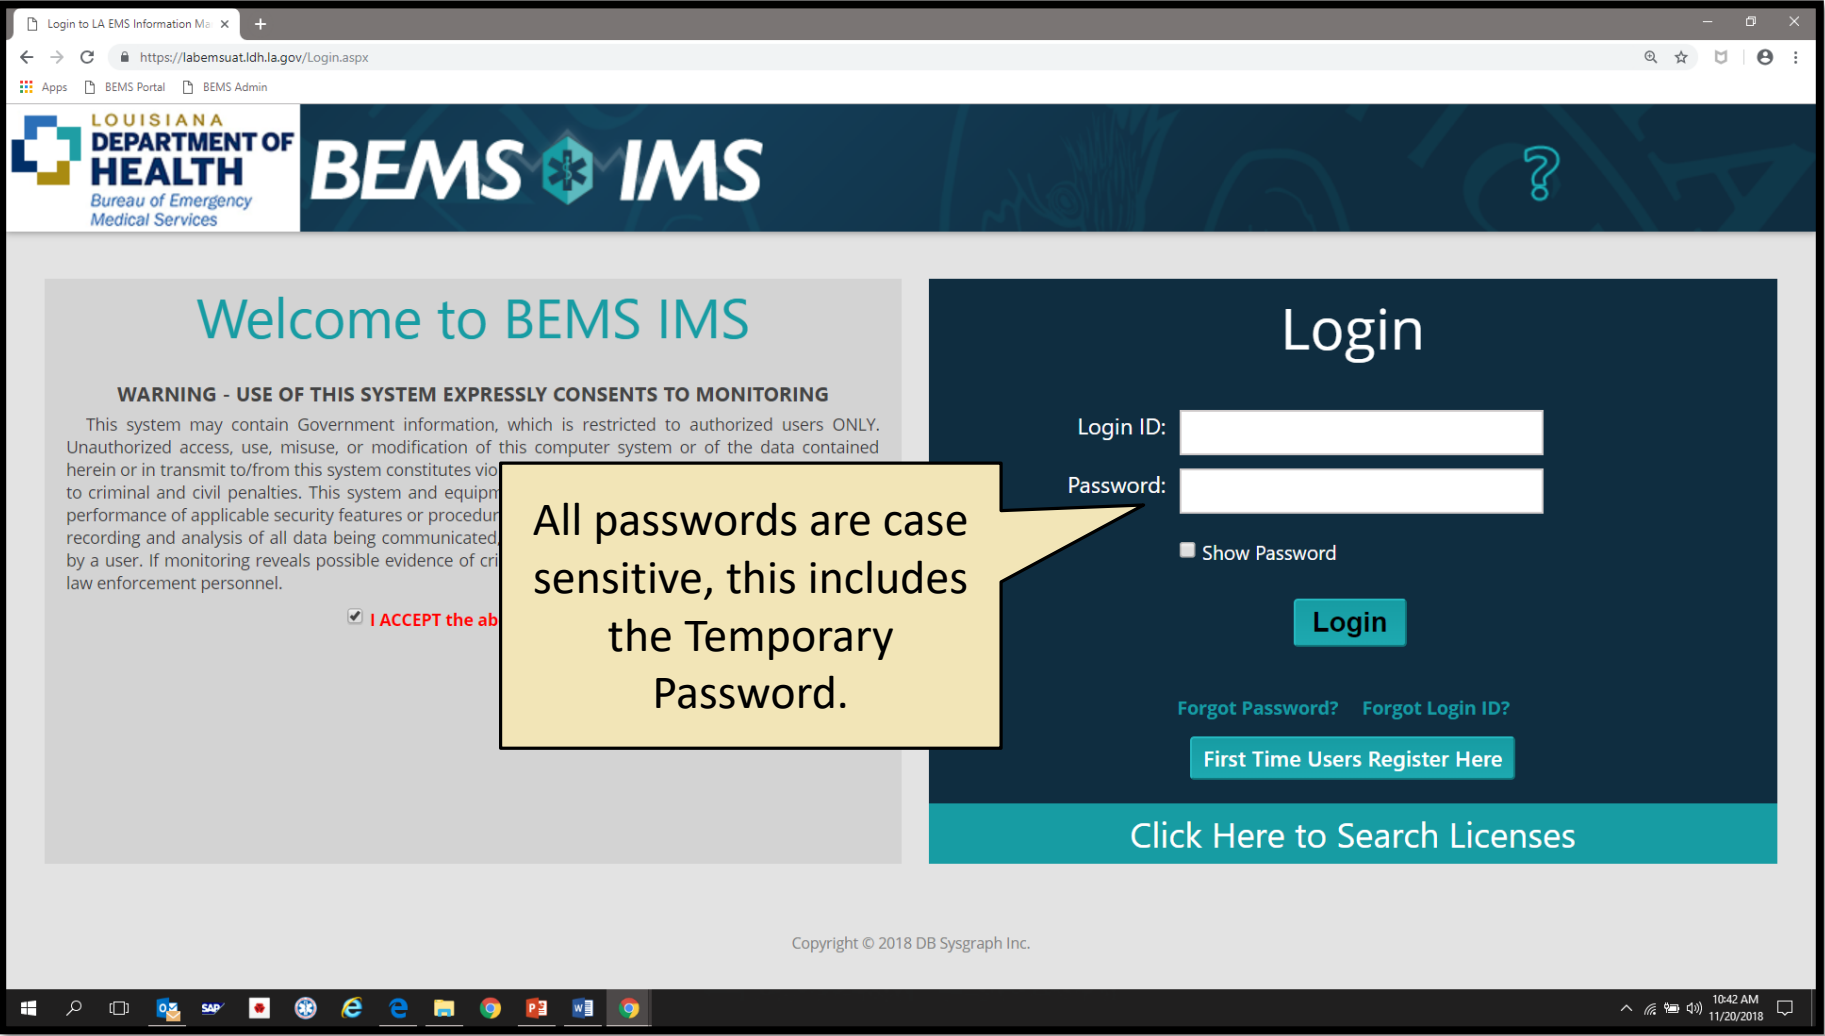 Login to LA EMS Information Ma
https://labemsuat.ldh.la.gov/Login.aspx
Apps BEMS Portal BEMS Admin
LOUISIANA
DEPARTMENT OF
HEALTH
Bureau of Emergency
Medical Services
BEMS IMS
?
Welcome to BEMS IMS
WARNING - USE OF THIS SYSTEM EXPRESSLY CONSENTS TO MONITORING
This system may contain Government information, which is restricted to authorized users ONLY.
Unauthorized access, use, misuse, or modification of this computer system or of the data contained
herein or in transmit to/from this system constitutes
to criminal and civil penalties. This system and
performance of applicable security features or
recording and analysis of all data being communicated,
by a user. If monitoring reveals possible evidence of
law enforcement personnel.
I ACCEPT the
All passwords are case
sensitive, this includes
the Temporary
Password.
Login
Login ID:
Password:
Show Password
Login
Forgot Password? Forgot Login ID?
First Time Users Register Here
Click Here to Search Licenses
Copyright © 2018 DB Sysgraph Inc.
SAP
10:42 AM
11/20/2018